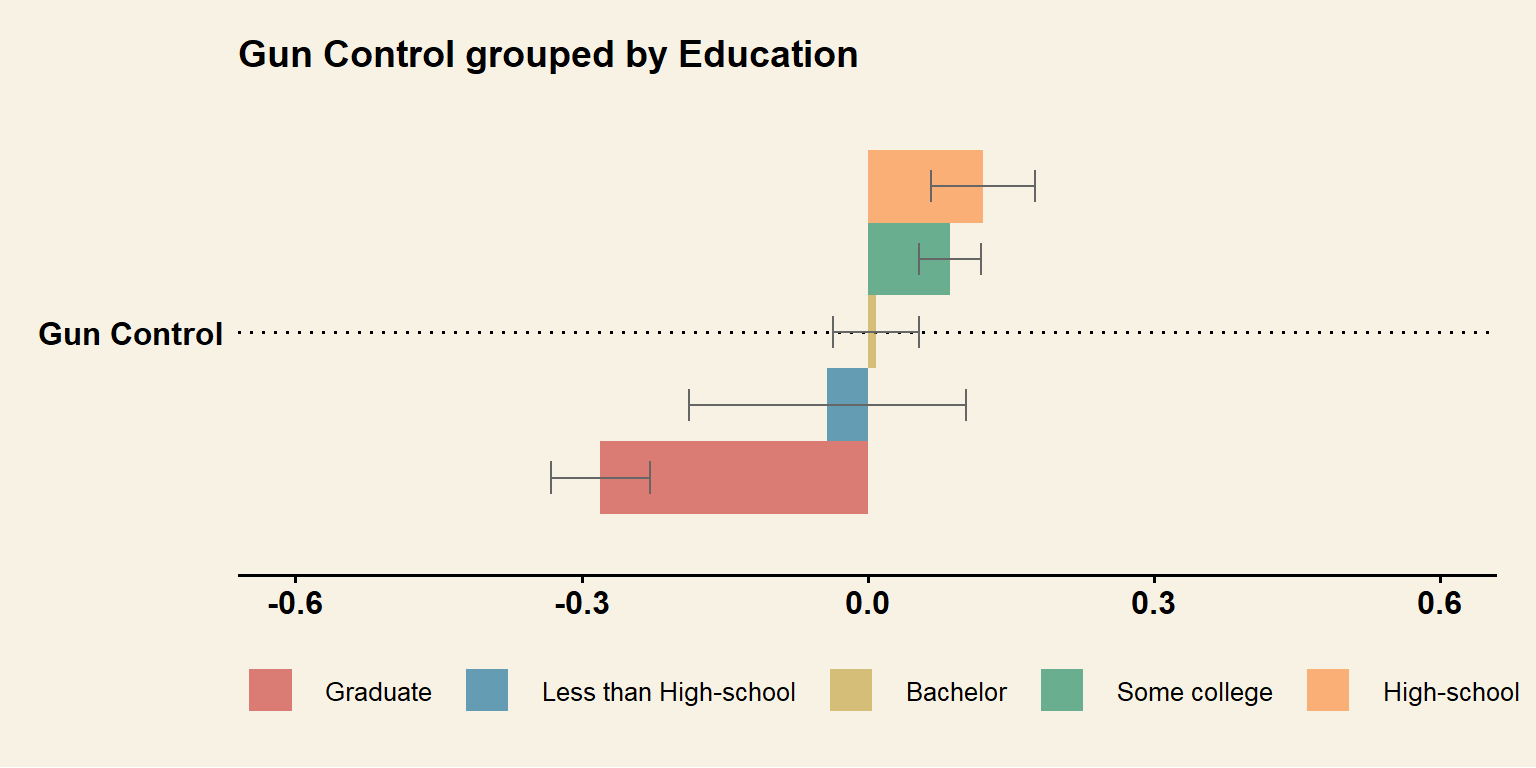 Gun Control grouped by Education
Gun Control
-0.6 -0.3 0.0 0.3 0.6
Graduate Less than High-school Bachelor Some college High-school